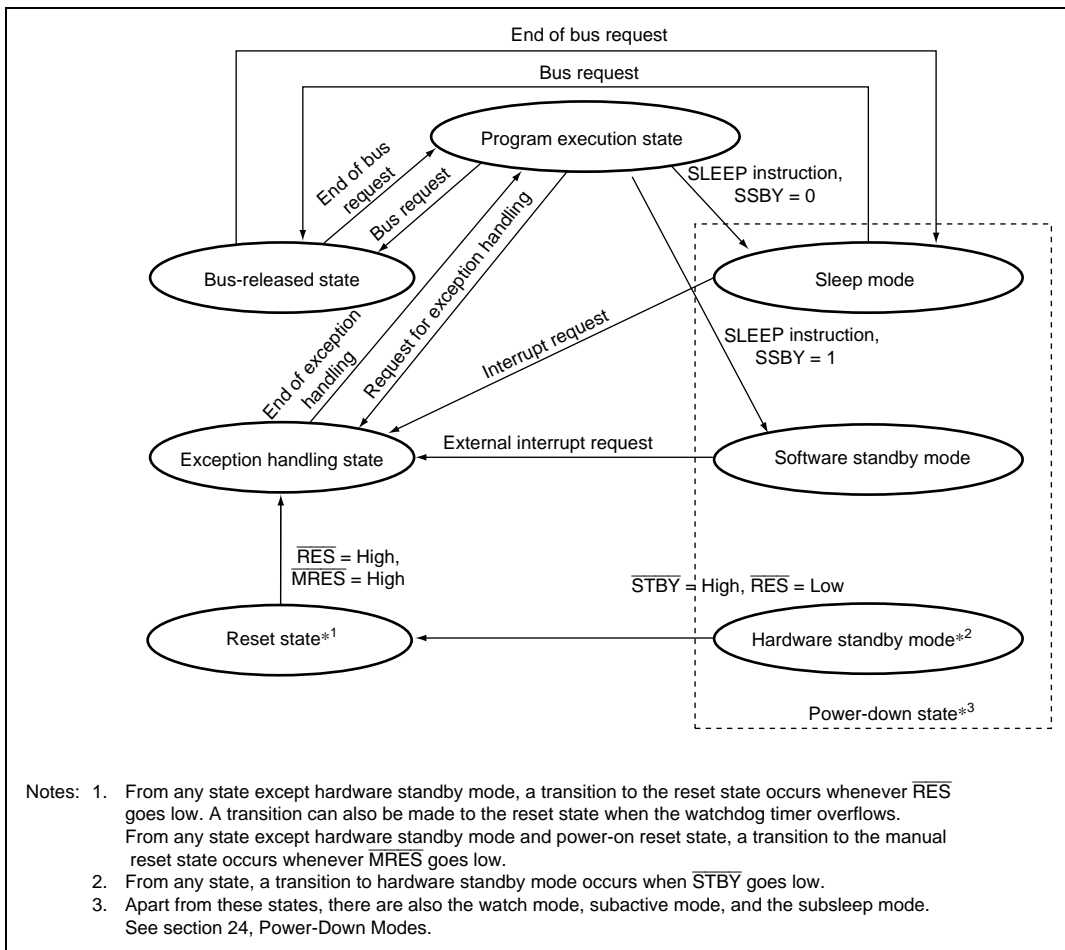 End of bus request
Bus request
Program execution state
End of bus
request
Bus request
SLEEP instruction,
SSBY = 0
Bus-released state
Sleep mode
End of exception
handling
Request for exception handling
Interrupt request
SLEEP instruction,
SSBY = 1
Exception handling state
External interrupt request
Software standby mode
R̅E̅S̅ = High,
M̅R̅E̅S̅ = High
S̅T̅B̅Y̅ = High, R̅E̅S̅ = Low
Reset state*1
Hardware standby mode*2
Power-down state*3
Notes: 1. From any state except hardware standby mode, a transition to the reset state occurs whenever R̅E̅S̅
goes low. A transition can also be made to the reset state when the watchdog timer overflows.
From any state except hardware standby mode and power-on reset state, a transition to the manual
reset state occurs whenever M̅R̅E̅S̅ goes low.
2. From any state, a transition to hardware standby mode occurs when S̅T̅B̅Y̅ goes low.
3. Apart from these states, there are also the watch mode, subactive mode, and the subsleep mode.
See section 24, Power-Down Modes.